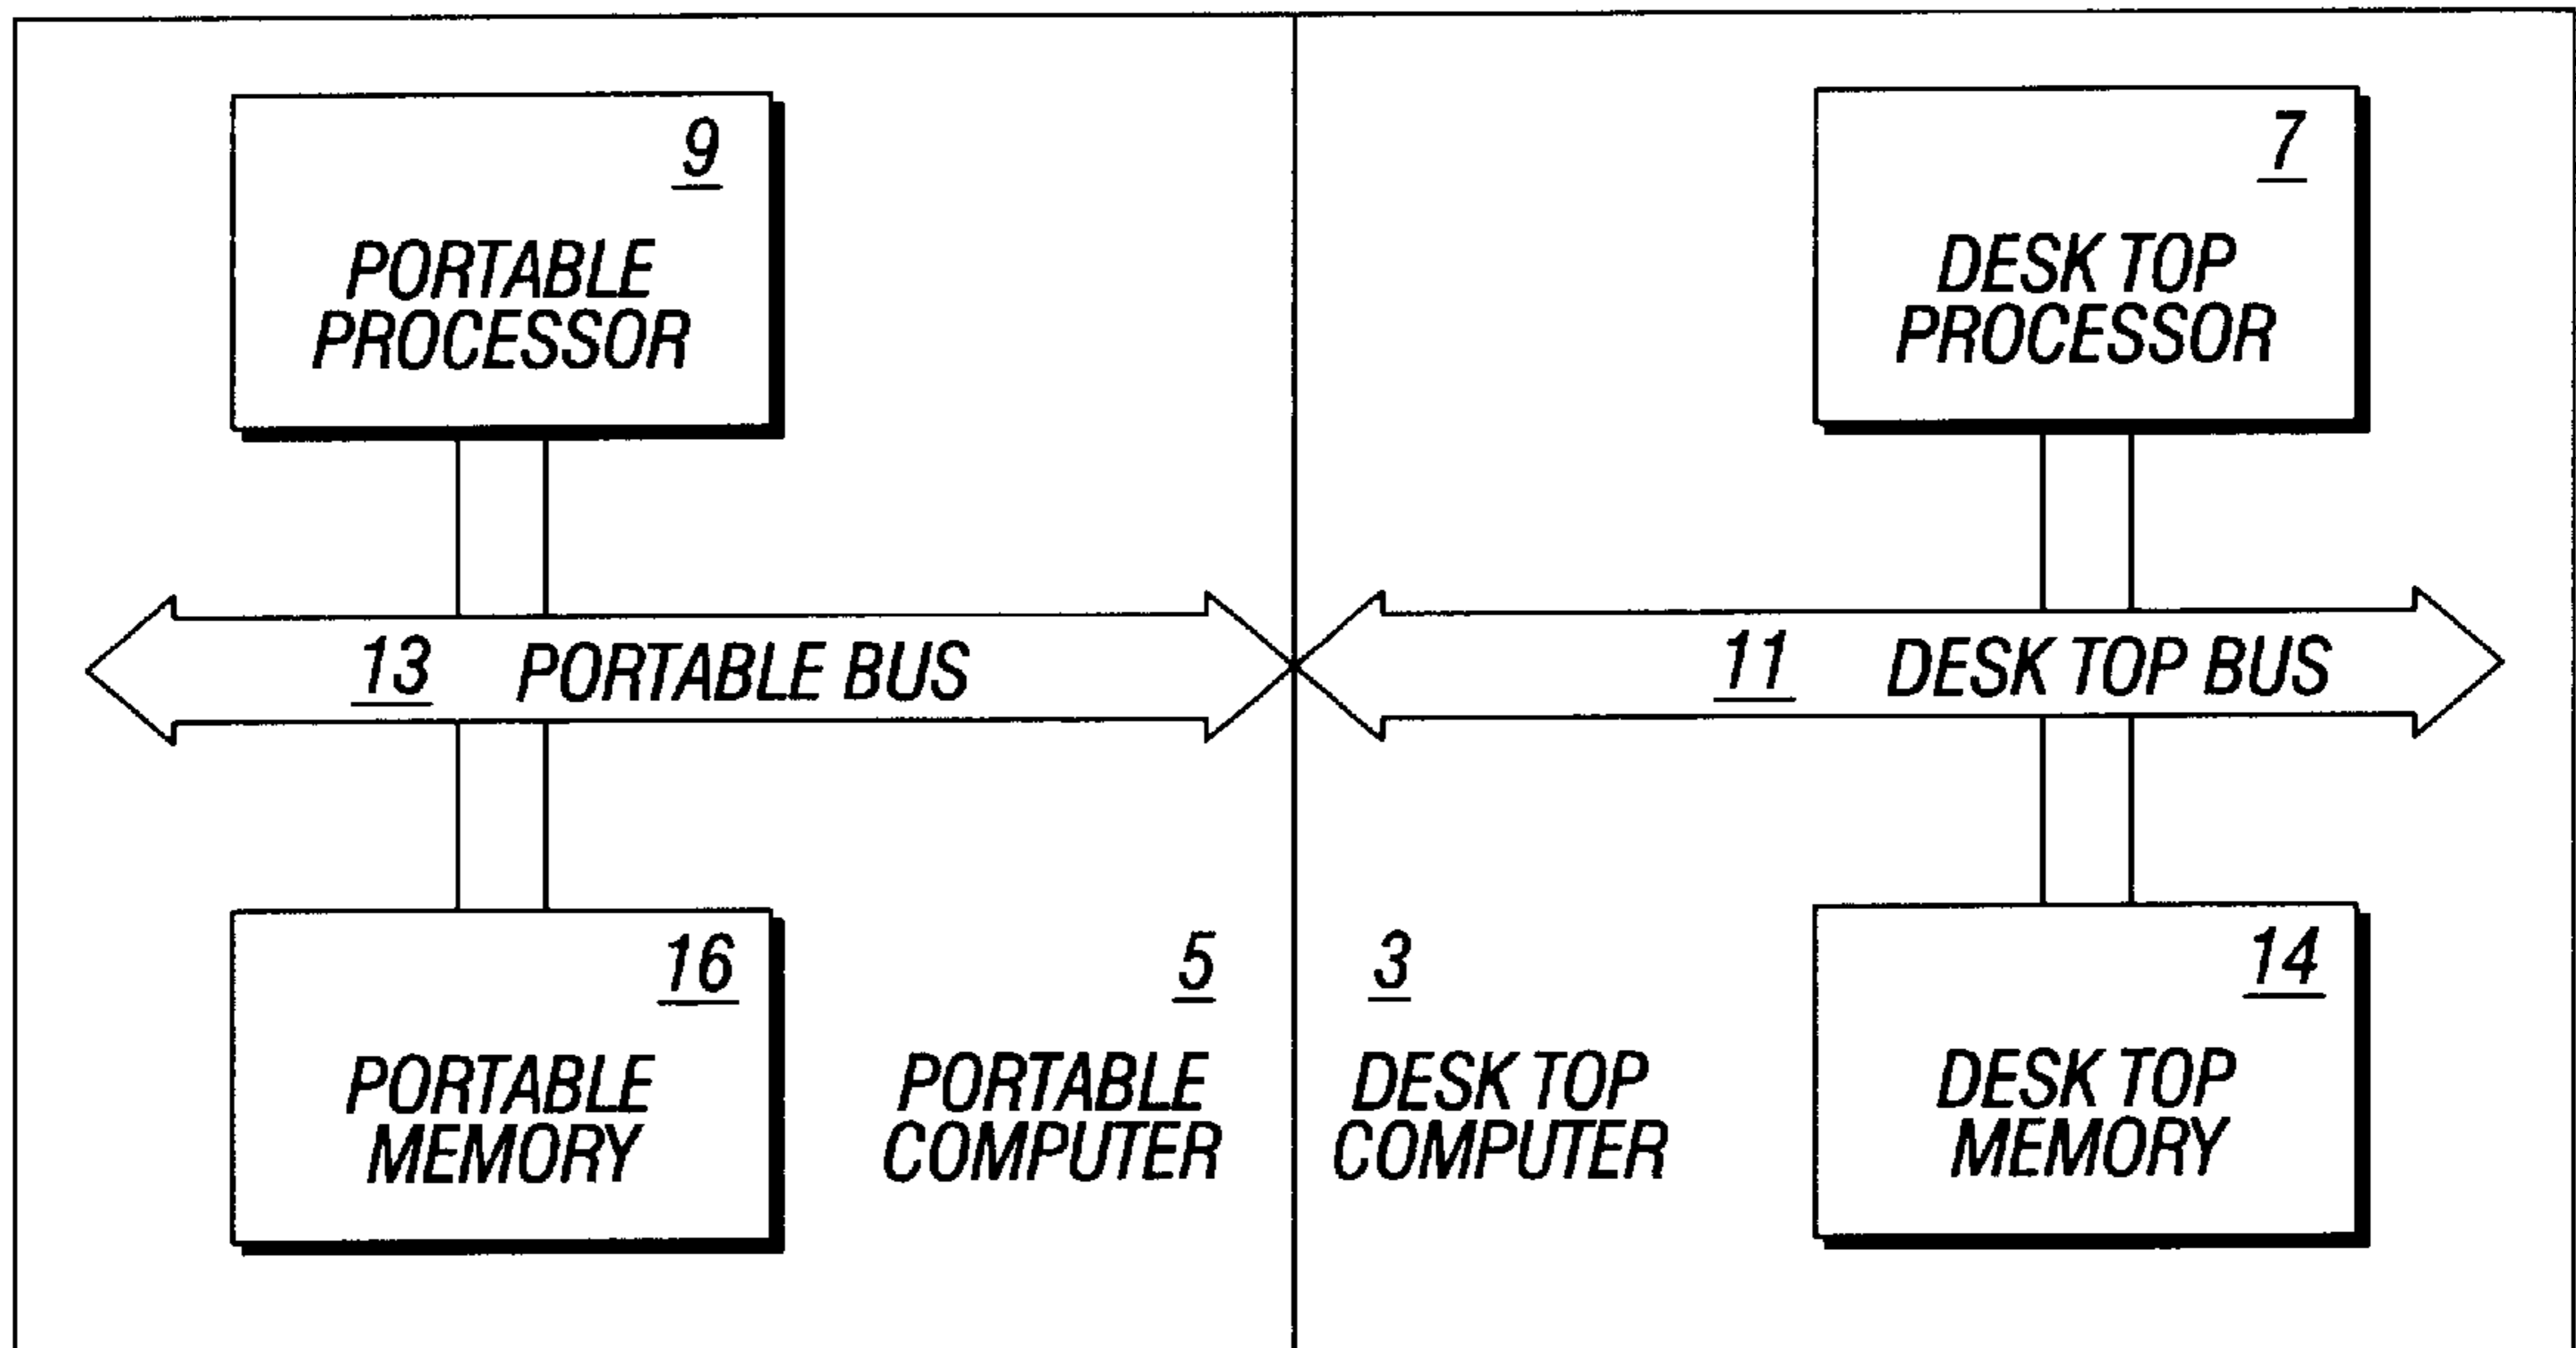 9
PORTABLE
PROCESSOR
7
DESK TOP
PROCESSOR
13 PORTABLE BUS
11 DESK TOP BUS
16
PORTABLE
MEMORY
5
PORTABLE
COMPUTER
3
DESK TOP
COMPUTER
14
DESK TOP
MEMORY